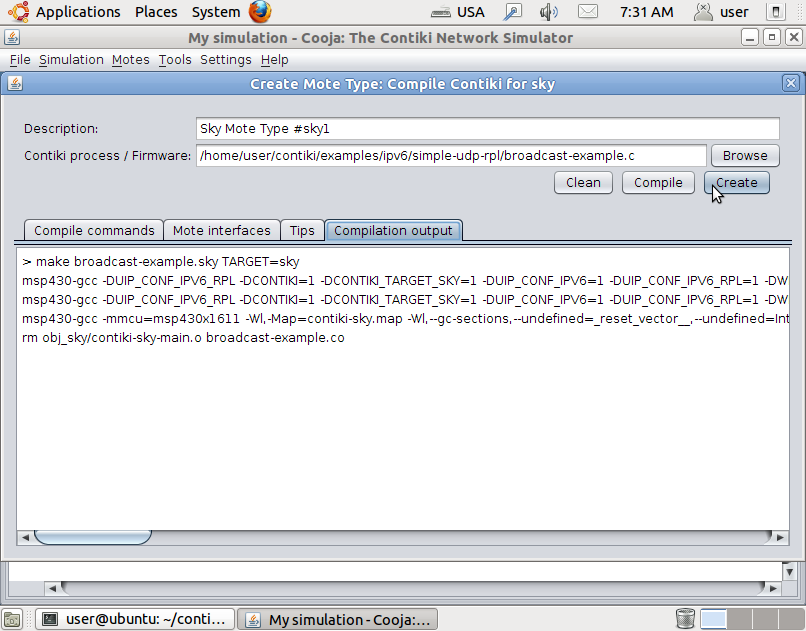 Applications Places System USA 7:31 AM user
My simulation - Cooja: The Contiki Network Simulator
File Simulation Motes Tools Settings Help
Create Mote Type: Compile Contiki for sky
Description: Sky Mote Type #sky1
Contiki process / Firmware: /home/user/contiki/examples/ipv6/simple-udp-rpl/broadcast-example.c Browse
Clean Compile Create
Compile commands Mote interfaces Tips Compilation output
> make broadcast-example.sky TARGET=sky
msp430-gcc -DUIP_CONF_IPV6_RPL -DCONTIKI=1 -DCONTIKI_TARGET_SKY=1 -DUIP_CONF_IPV6=1 -DUIP_CONF_IPV6_RPL=1 -DW
msp430-gcc -DUIP_CONF_IPV6_RPL -DCONTIKI=1 -DCONTIKI_TARGET_SKY=1 -DUIP_CONF_IPV6=1 -DUIP_CONF_IPV6_RPL=1 -DW
msp430-gcc -mmcu=msp430x1611 -Wl,-Map=contiki-sky.map -Wl,--gc-sections,--undefined=_reset_vector__,--undefined=Int
rm obj_sky/contiki-sky-main.o broadcast-example.co
user@ubuntu: ~/conti... My simulation - Cooja:...